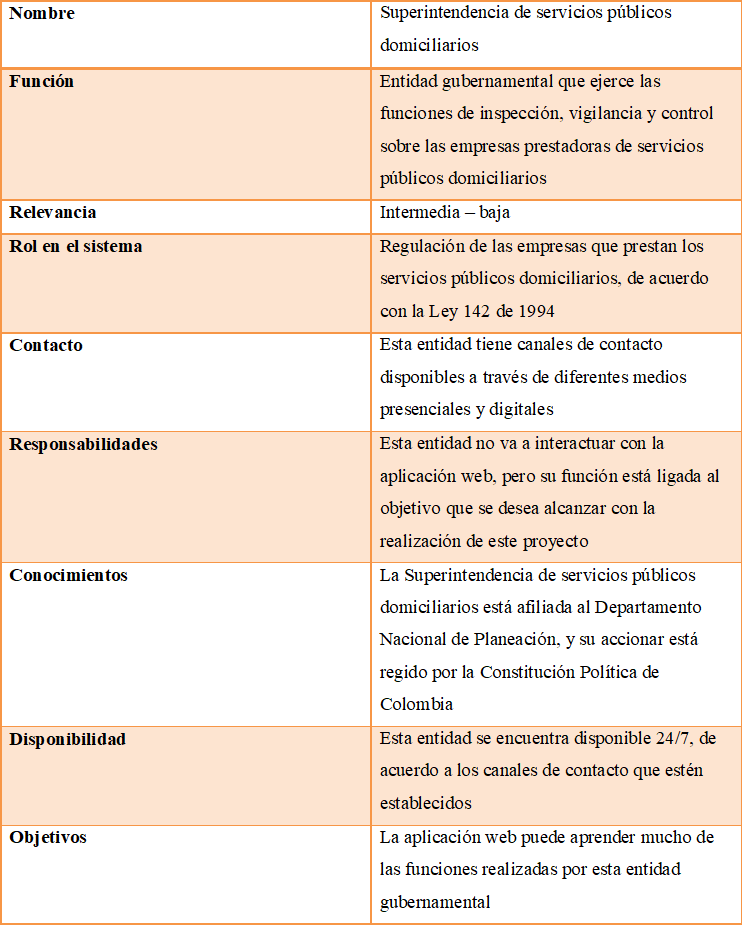 Nombre
Superintendencia de servicios públicos
domiciliarios
Función
Entidad gubernamental que ejerce las
funciones de inspección, vigilancia y control
sobre las empresas prestadoras de servicios
públicos domiciliarios
Relevancia
Intermedia – baja
Rol en el sistema
Regulación de las empresas que prestan los
servicios públicos domiciliarios, de acuerdo
con la Ley 142 de 1994
Contacto
Esta entidad tiene canales de contacto
disponibles a través de diferentes medios
presenciales y digitales
Responsabilidades
Esta entidad no va a interactuar con la
aplicación web, pero su función está ligada al
objetivo que se desea alcanzar con la
realización de este proyecto
Conocimientos
La Superintendencia de servicios públicos
domiciliarios está afiliada al Departamento
Nacional de Planeación, y su accionar está
regido por la Constitución Política de
Colombia
Disponibilidad
Esta entidad se encuentra disponible 24/7, de
acuerdo a los canales de contacto que estén
establecidos
Objetivos
La aplicación web puede aprender mucho de
las funciones realizadas por esta entidad
gubernamental